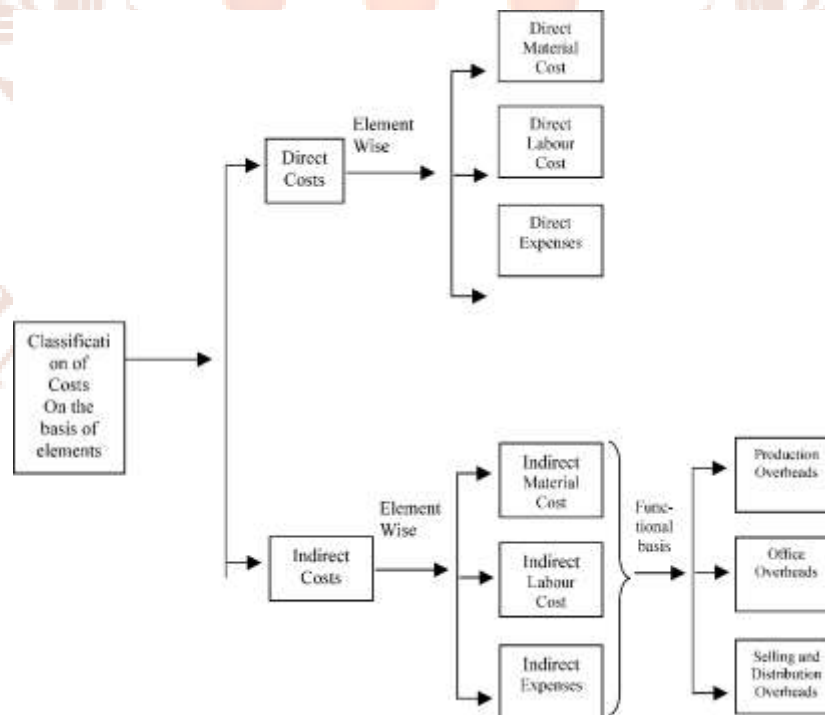 Direct
Material
Cost
Element
Wise
Direct
Labour
Cost
Direct
Costs
Direct
Expenses
Classificati
on of
Costs
On the
basis of
elements
Indirect
Material
Cost
Production
Overheads
Element
Wise
Func-
tional
basis
Indirect
Costs
Indirect
Labour
Cost
Office
Overheads
Indirect
Expenses
Selling and
Distribution
Overheads